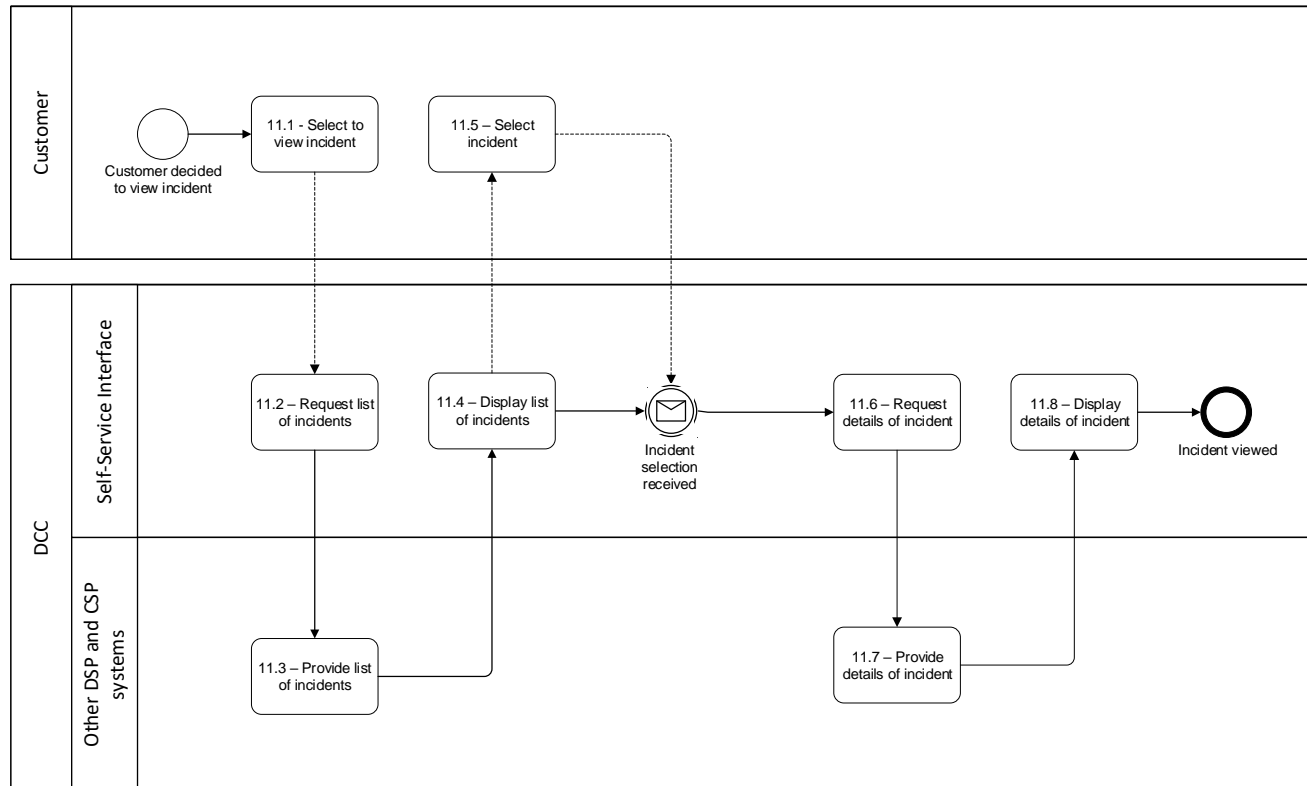 Customer
Customer decided
to view incident
11.1 - Select to
view incident
11.5 – Select
incident
DCC
Self-Service Interface
11.2 – Request list
of incidents
11.4 – Display list
of incidents
Incident
selection
received
11.6 – Request
details of incident
11.8 – Display
details of incident
Incident viewed
Other DSP and CSP
systems
11.3 – Provide list
of incidents
11.7 – Provide
details of incident